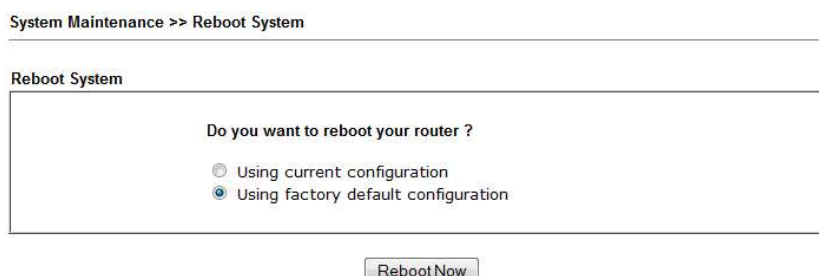 System Maintenance >> Reboot System
Reboot System
Do you want to reboot your router ?
Using current configuration
Using factory default configuration
Reboot Now